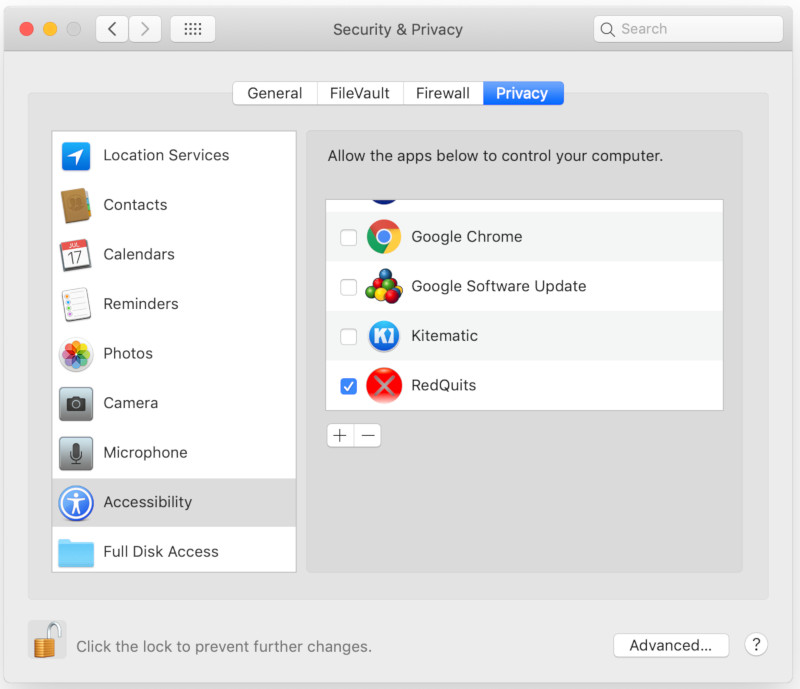 Security & Privacy
Search
General
FileVault
Firewall
Privacy
Location Services
Contacts
JUL
17
Calendars
Reminders
Photos
Camera
Microphone
Accessibility
Full Disk Access
Allow the apps below to control your computer.
Google Chrome
Google Software Update
Kitematic
RedQuits
Click the lock to prevent further changes.
Advanced...
?